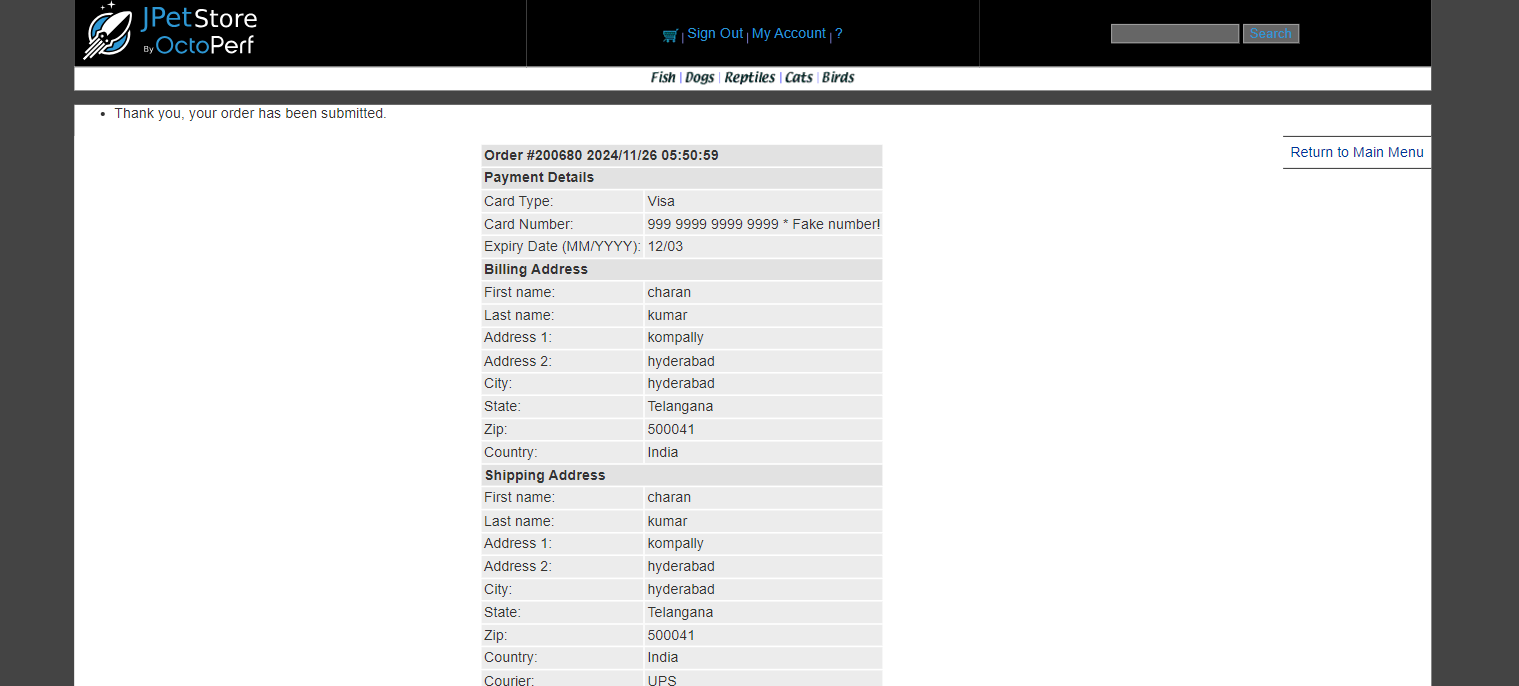 JPetStore
By OctoPerf
Sign Out | My Account | ?
Search
Fish | Dogs | Reptiles | Cats | Birds
• Thank you, your order has been submitted.
Return to Main Menu
Order #200680 2024/11/26 05:50:59
Payment Details
Card Type: Visa
Card Number: 999 9999 9999 9999 * Fake number!
Expiry Date (MM/YYYY): 12/03
Billing Address
First name: charan
Last name: kumar
Address 1: kompally
Address 2: hyderabad
City: hyderabad
State: Telangana
Zip: 500041
Country: India
Shipping Address
First name: charan
Last name: kumar
Address 1: kompally
Address 2: hyderabad
City: hyderabad
State: Telangana
Zip: 500041
Country: India
Courier: UPS